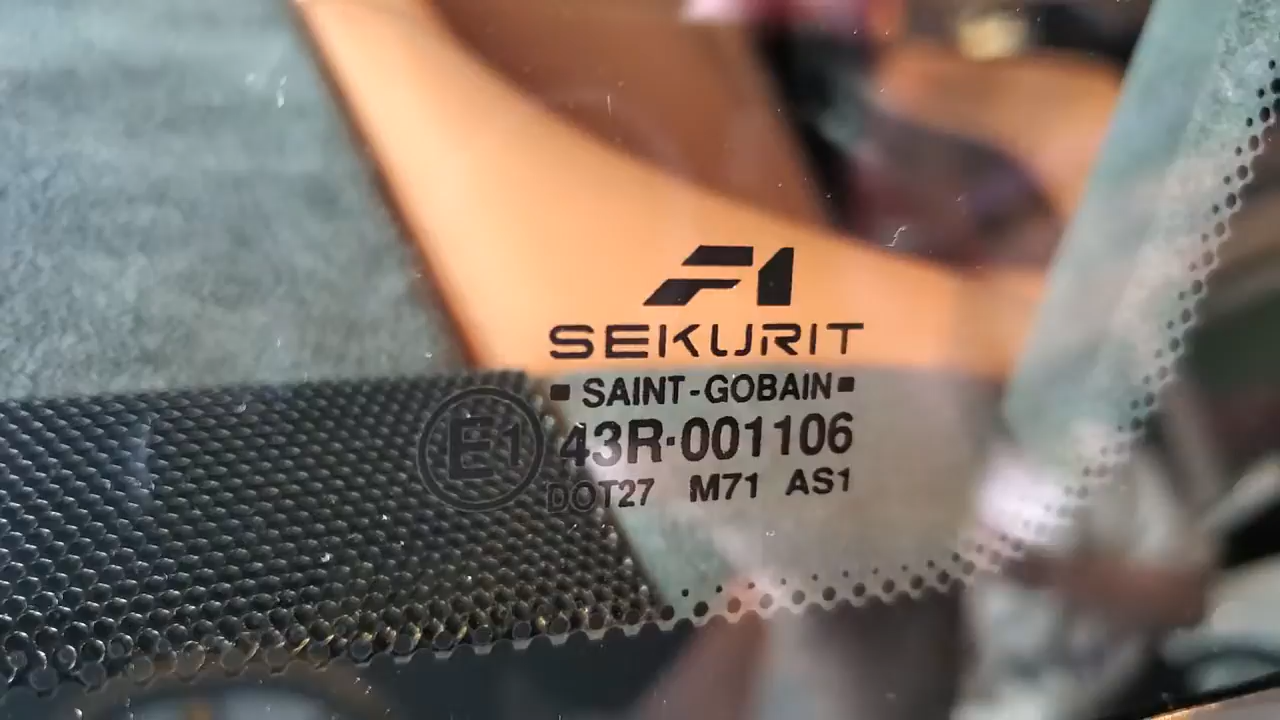 F1
SEKURIT
▪ SAINT-GOBAIN ▪
E1 43R·001106
DOT27 M71 AS1